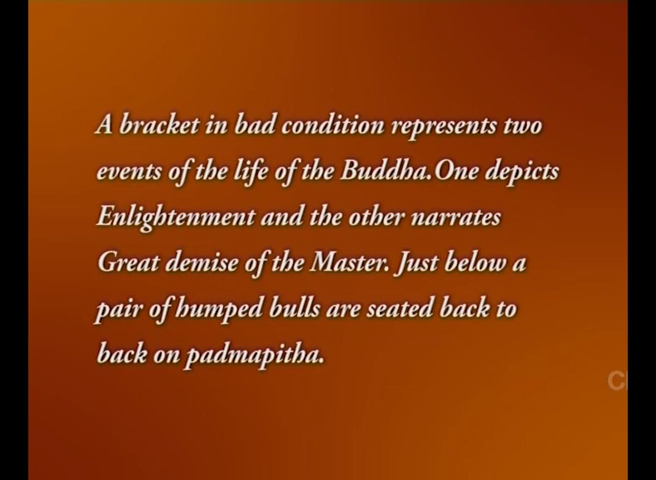 A bracket in bad condition represents two
events of the life of the Buddha.One depicts
Enlightenment and the other narrates
Great demise of the Master. Just below a
pair of humped bulls are seated back to
back on padmapitha.